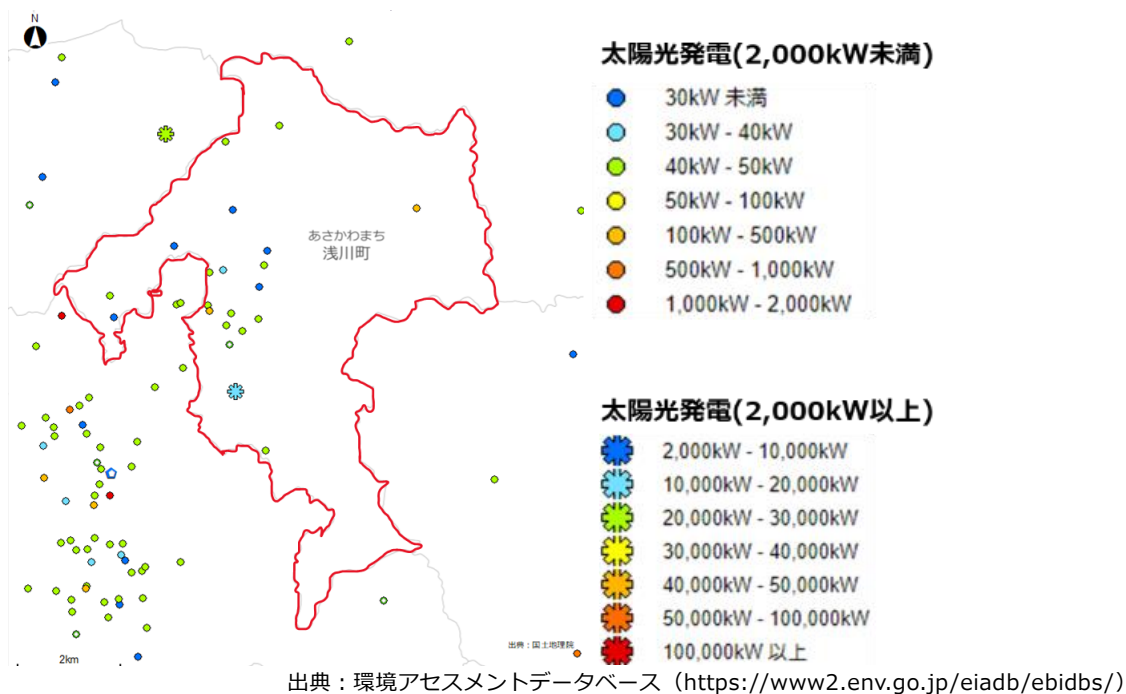 N
太陽光発電(2,000kW未満)
30kW 未満
30kW - 40kW
40kW - 50kW
50kW - 100kW
100kW - 500kW
500kW - 1,000kW
1,000kW - 2,000kW
あさかわまち
浅川町
太陽光発電(2,000kW以上)
2,000kW - 10,000kW
10,000kW - 20,000kW
20,000kW - 30,000kW
30,000kW - 40,000kW
40,000kW - 50,000kW
50,000kW - 100,000kW
100,000kW 以上
出典：国土地理院
2km
出典：環境アセスメントデータベース（https://www2.env.go.jp/eiadb/ebidbs/）